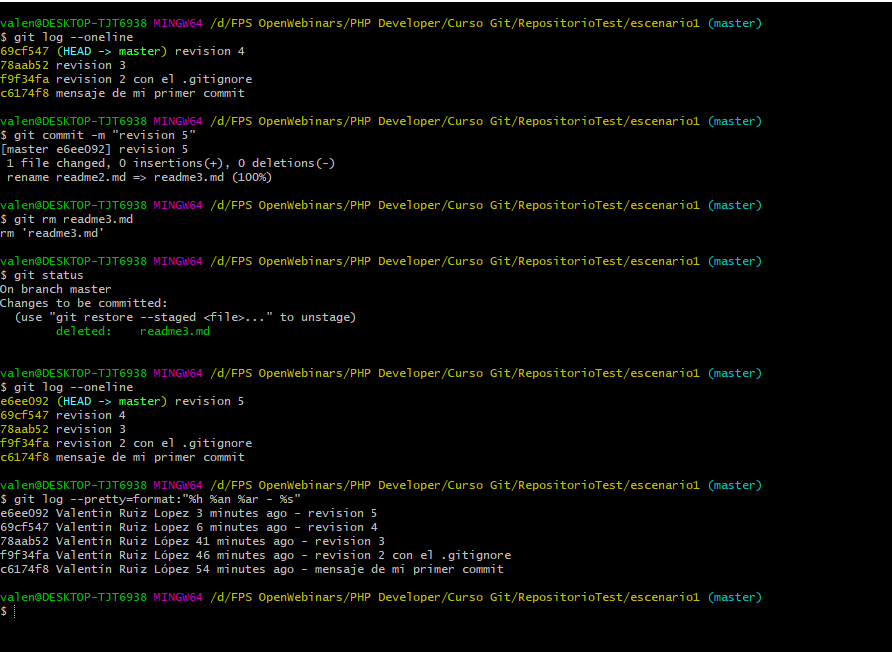 valen@DESKTOP-TJT6938 MINGW64 /d/FPS OpenWebinars/PHP Developer/Curso Git/RepositorioTest/escenario1 (master)
$ git log --oneline
69cf547 (HEAD -> master) revision 4
78aab52 revision 3
f9f34fa revision 2 con el .gitignore
c6174f8 mensaje de mi primer commit
valen@DESKTOP-TJT6938 MINGW64 /d/FPS OpenWebinars/PHP Developer/Curso Git/RepositorioTest/escenario1 (master)
$ git commit -m "revision 5"
[master e6ee092] revision 5
1 file changed, 0 insertions(+), 0 deletions(-)
rename readme2.md => readme3.md (100%)
valen@DESKTOP-TJT6938 MINGW64 /d/FPS OpenWebinars/PHP Developer/Curso Git/RepositorioTest/escenario1 (master)
$ git rm readme3.md
rm 'readme3.md'
valen@DESKTOP-TJT6938 MINGW64 /d/FPS OpenWebinars/PHP Developer/Curso Git/RepositorioTest/escenario1 (master)
$ git status
On branch master
Changes to be committed:
(use "git restore --staged <file>..." to unstage)
deleted:    readme3.md
valen@DESKTOP-TJT6938 MINGW64 /d/FPS OpenWebinars/PHP Developer/Curso Git/RepositorioTest/escenario1 (master)
$ git log --oneline
e6ee092 (HEAD -> master) revision 5
69cf547 revision 4
78aab52 revision 3
f9f34fa revision 2 con el .gitignore
c6174f8 mensaje de mi primer commit
valen@DESKTOP-TJT6938 MINGW64 /d/FPS OpenWebinars/PHP Developer/Curso Git/RepositorioTest/escenario1 (master)
$ git log --pretty=format:"%h %an %ar - %s"
e6ee092 Valentin Ruiz Lopez 3 minutes ago - revision 5
69cf547 Valentin Ruiz Lopez 6 minutes ago - revision 4
78aab52 Valentín Ruiz López 41 minutes ago - revision 3
f9f34fa Valentín Ruiz López 46 minutes ago - revision 2 con el .gitignore
c6174f8 Valentín Ruiz López 54 minutes ago - mensaje de mi primer commit
valen@DESKTOP-TJT6938 MINGW64 /d/FPS OpenWebinars/PHP Developer/Curso Git/RepositorioTest/escenario1 (master)
$